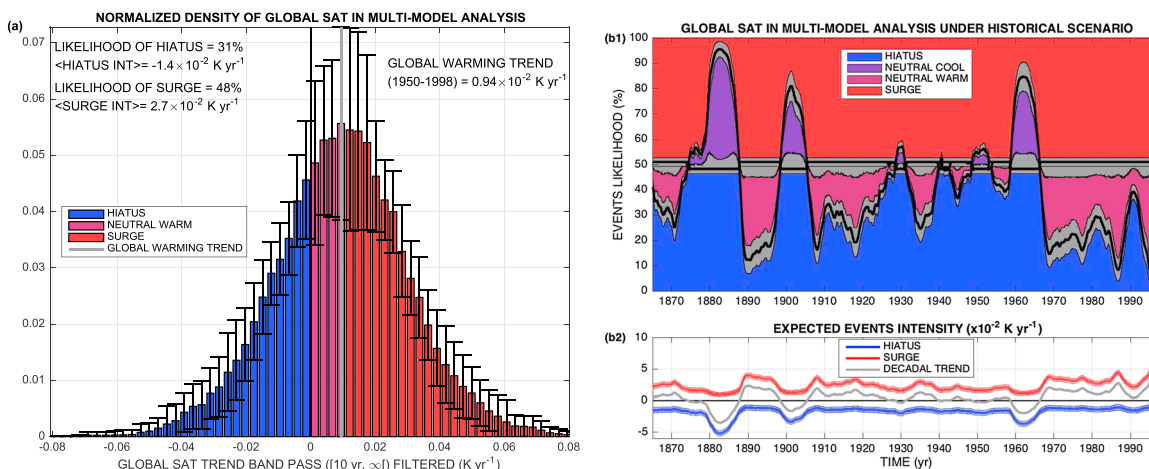 NORMALIZED DENSITY OF GLOBAL SAT IN MULTI-MODEL ANALYSIS
(a)
LIKELIHOOD OF HIATUS = 31%
<HIATUS INT>= -1.4×10⁻² K yr⁻¹
LIKELIHOOD OF SURGE = 48%
<SURGE INT>= 2.7×10⁻² K yr⁻¹
GLOBAL WARMING TREND
(1950-1998) = 0.94×10⁻² K yr⁻¹
HIATUS
NEUTRAL WARM
SURGE
GLOBAL WARMING TREND
0.07
0.06
0.05
0.04
0.03
0.02
0.01
0
-0.08 -0.06 -0.04 -0.02 0 0.02 0.04 0.06 0.08
GLOBAL SAT TREND BAND PASS ([10 yr, ∞[) FILTERED (K yr⁻¹)
GLOBAL SAT IN MULTI-MODEL ANALYSIS UNDER HISTORICAL SCENARIO
(b1)
HIATUS
NEUTRAL COOL
NEUTRAL WARM
SURGE
EVENTS LIKELIHOOD (%)
100
90
80
70
60
50
40
30
20
10
0
1870 1880 1890 1900 1910 1920 1930 1940 1950 1960 1970 1980 1990
(b2)
EXPECTED EVENTS INTENSITY (x10⁻² K yr⁻¹)
HIATUS
SURGE
DECADAL TREND
10
5
0
-5
1870 1880 1890 1900 1910 1920 1930 1940 1950 1960 1970 1980 1990
TIME (yr)